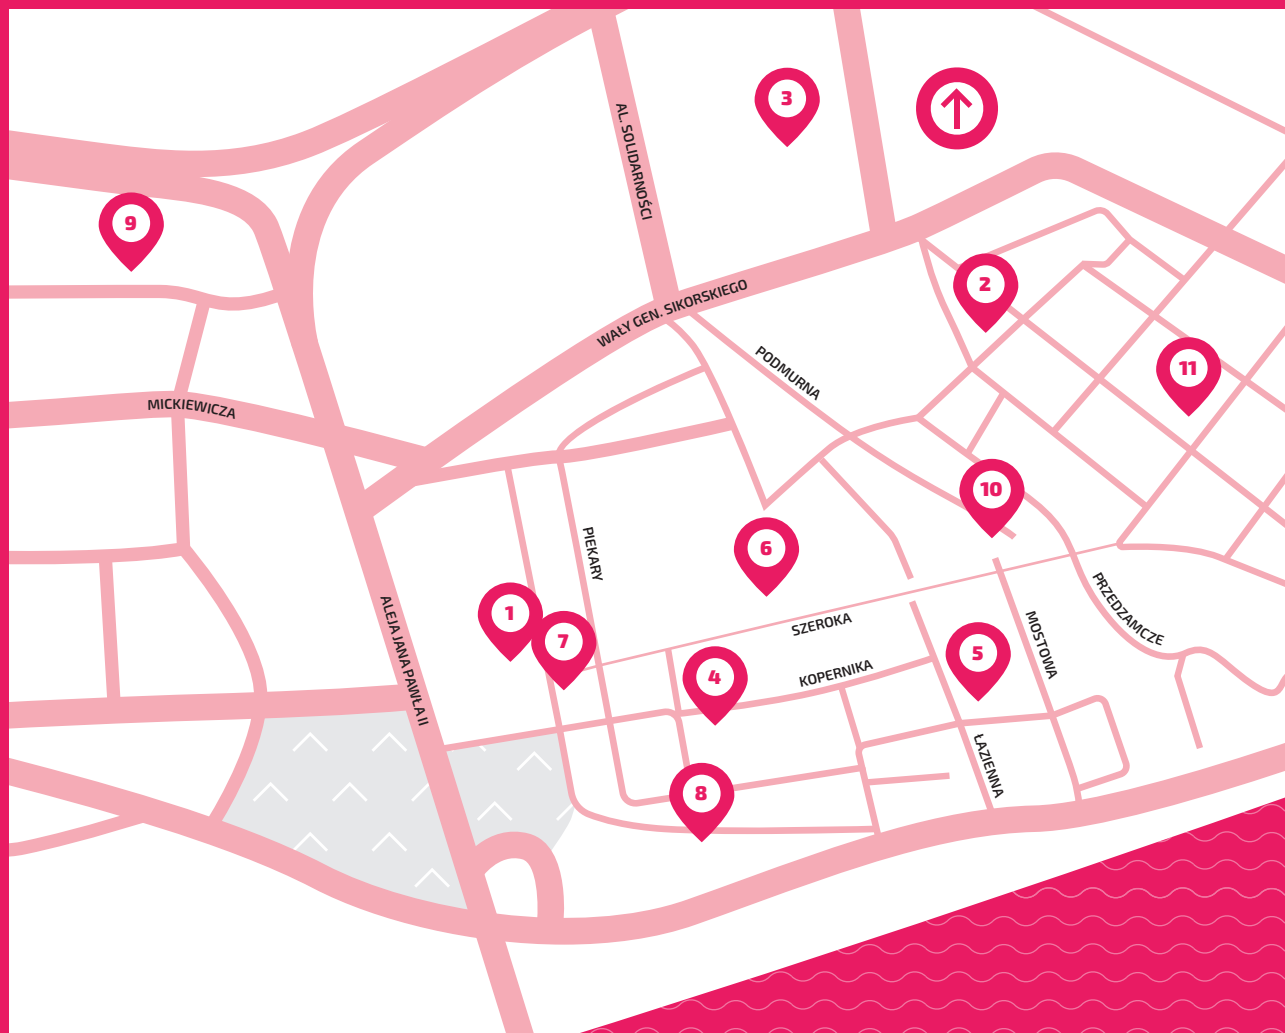 3
AL. SOLIDARNOŚCI
9
2
WAŁY GEN. SIKORSKIEGO
PODMURNA
11
MICKIEWICZA
10
PIEKARY
6
1
7
PRZEDZAMCZE
SZEROKA
MOSTOWA
5
ALEJA JANA PAWŁA II
4
KOPERNIKA
ŁAZIENNA
8